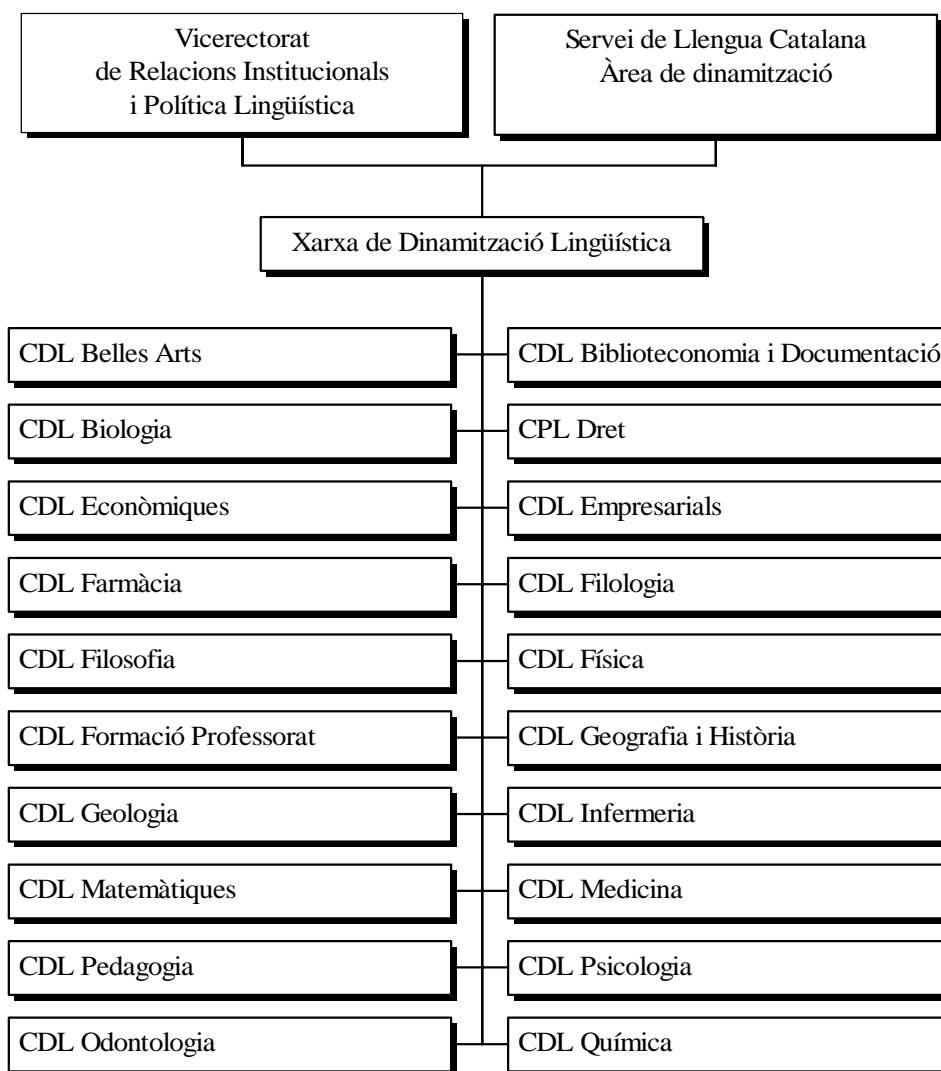 Vicerectorat
de Relacions Institucionals
i Política Lingüística
Servei de Llengua Catalana
Àrea de dinamització
Xarxa de Dinamització Lingüística
CDL Belles Arts
CDL Biblioteconomia i Documentació
CDL Biologia
CPL Dret
CDL Econòmiques
CDL Empresarials
CDL Farmàcia
CDL Filologia
CDL Filosofia
CDL Física
CDL Formació Professorat
CDL Geografia i Història
CDL Geologia
CDL Infermeria
CDL Matemàtiques
CDL Medicina
CDL Pedagogia
CDL Psicologia
CDL Odontologia
CDL Química